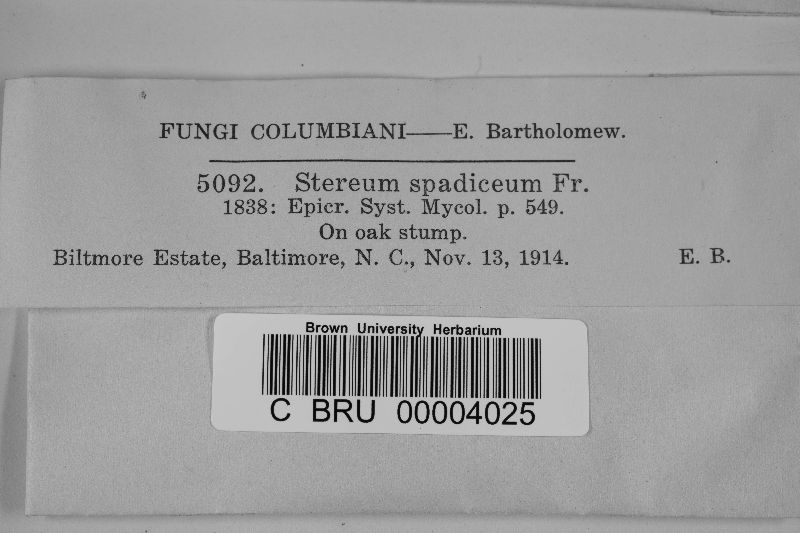 FUNGI COLUMBIANI——E. Bartholomew.
5092. Stereum spadiceum Fr.
1838: Epicr. Syst. Mycol. p. 549.
On oak stump.
Biltmore Estate, Baltimore, N. C., Nov. 13, 1914. E. B.
Brown University Herbarium
C BRU 00004025